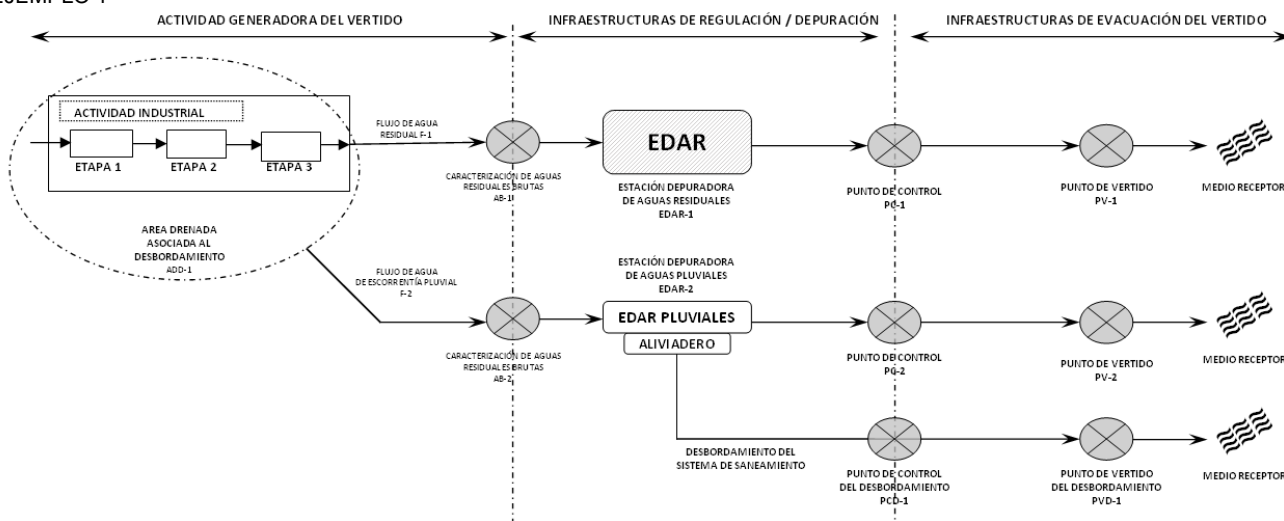 EJEMPLO 1
ACTIVIDAD GENERADORA DEL VERTIDO
INFRAESTRUCTURAS DE REGULACIÓN / DEPURACIÓN
INFRAESTRUCTURAS DE EVACUACIÓN DEL VERTIDO
ACTIVIDAD INDUSTRIAL
ETAPA 1
ETAPA 2
ETAPA 3
FLUJO DE AGUA
RESIDUAL F-1
CARACTERIZACIÓN DE AGUAS
RESIDUALES BRUTAS
AB-1
EDAR
ESTACIÓN DEPURADORA
DE AGUAS RESIDUALES
EDAR-1
PUNTO DE CONTROL
PC-1
PUNTO DE VERTIDO
PV-1
MEDIO RECEPTOR
AREA DRENADA
ASOCIADA AL
DESBORDAMIENTO
ADD-1
FLUJO DE AGUA
DE ESCORRENTÍA PLUVIAL
F-2
CARACTERIZACIÓN DE AGUAS
RESIDUALES BRUTAS
AB-2
ESTACIÓN DEPURADORA
DE AGUAS PLUVIALES
EDAR-2
EDAR PLUVIALES
ALIVIADERO
PUNTO DE CONTROL
PC-2
PUNTO DE VERTIDO
PV-2
MEDIO RECEPTOR
DESBORDAMIENTO DEL
SISTEMA DE SANEAMIENTO
PUNTO DE CONTROL
DEL DESBORDAMIENTO
PCD-1
PUNTO DE VERTIDO
DEL DESBORDAMIENTO
PVD-1
MEDIO RECEPTOR